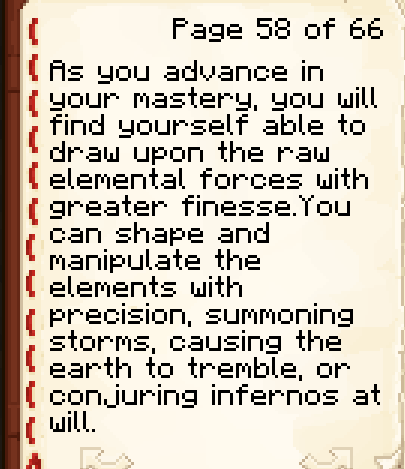 Page 58 of 66
As you advance in
your mastery, you will
find yourself able to
draw upon the raw
elemental forces with
greater finesse.You
can shape and
manipulate the
elements with
precision, summoning
storms, causing the
earth to tremble, or
conjuring infernos at
will.